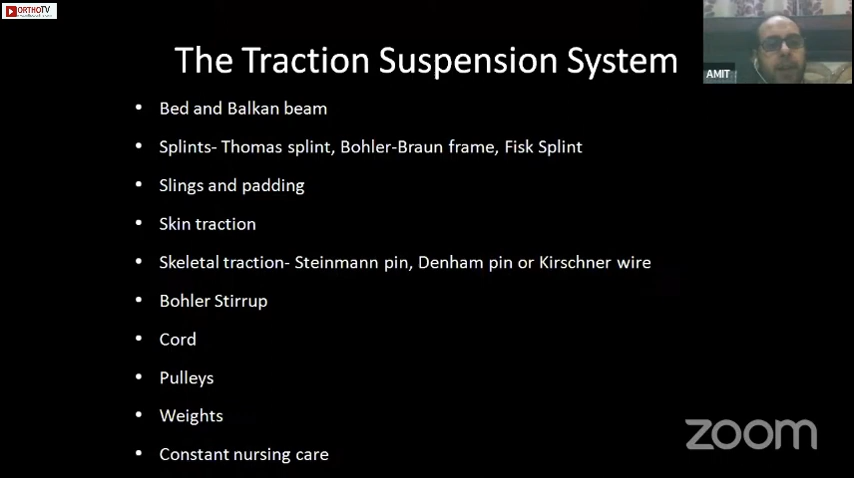 ORTHOTV
The Traction Suspension System
AMIT
• Bed and Balkan beam
• Splints- Thomas splint, Bohler-Braun frame, Fisk Splint
• Slings and padding
• Skin traction
• Skeletal traction- Steinmann pin, Denham pin or Kirschner wire
• Bohler Stirrup
• Cord
• Pulleys
• Weights
• Constant nursing care
zoom